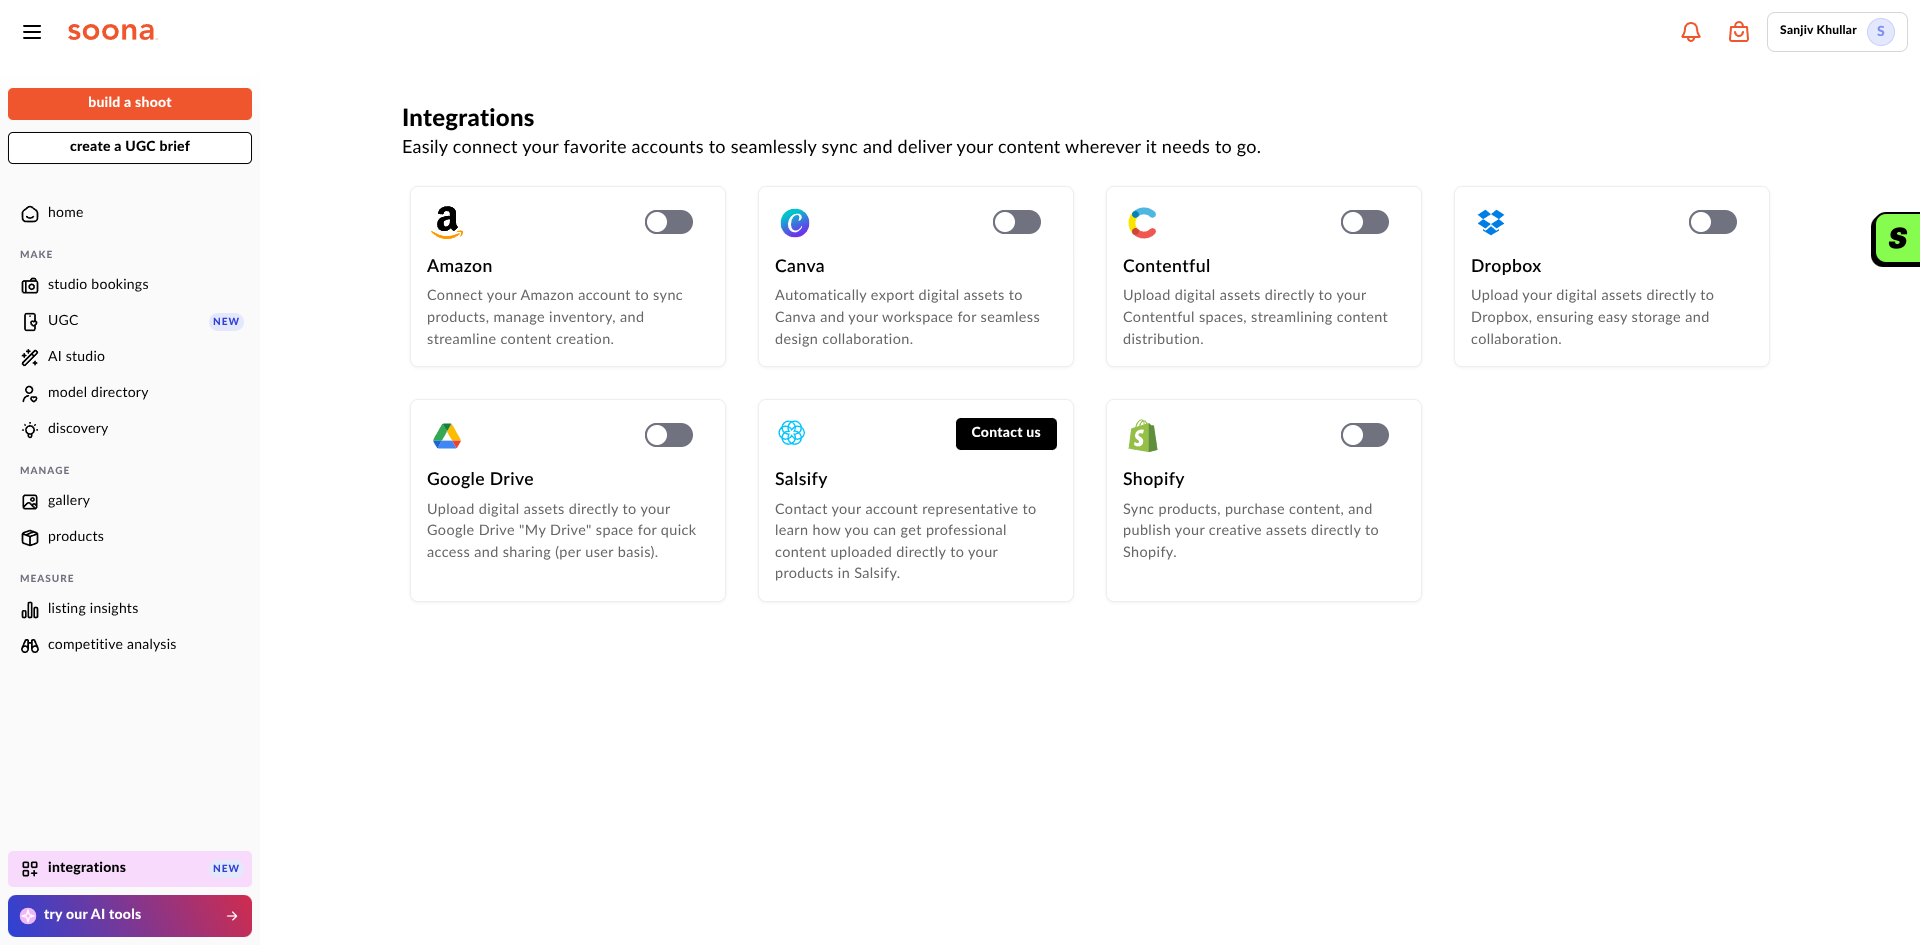 soona
Sanjiv Khullar
S
build a shoot
create a UGC brief
home
MAKE
studio bookings
UGC NEW
AI studio
model directory
discovery
MANAGE
gallery
products
MEASURE
listing insights
competitive analysis
integrations NEW
try our AI tools
Integrations
Easily connect your favorite accounts to seamlessly sync and deliver your content wherever it needs to go.
a
Amazon
Connect your Amazon account to sync
products, manage inventory, and
streamline content creation.
C
Canva
Automatically export digital assets to
Canva and your workspace for seamless
design collaboration.
Contentful
Upload digital assets directly to your
Contentful spaces, streamlining content
distribution.
Dropbox
Upload your digital assets directly to
Dropbox, ensuring easy storage and
collaboration.
Google Drive
Upload digital assets directly to your
Google Drive "My Drive" space for quick
access and sharing (per user basis).
Contact us
Salsify
Contact your account representative to
learn how you can get professional
content uploaded directly to your
products in Salsify.
S
Shopify
Sync products, purchase content, and
publish your creative assets directly to
Shopify.
S